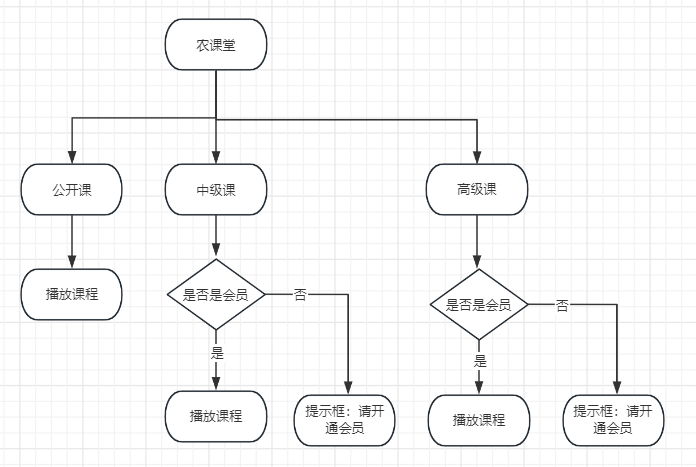 农课堂
公开课
中级课
高级课
播放课程
是否是会员
否
是否是会员
否
是
是
播放课程
提示框：请开
通会员
播放课程
提示框：请开
通会员